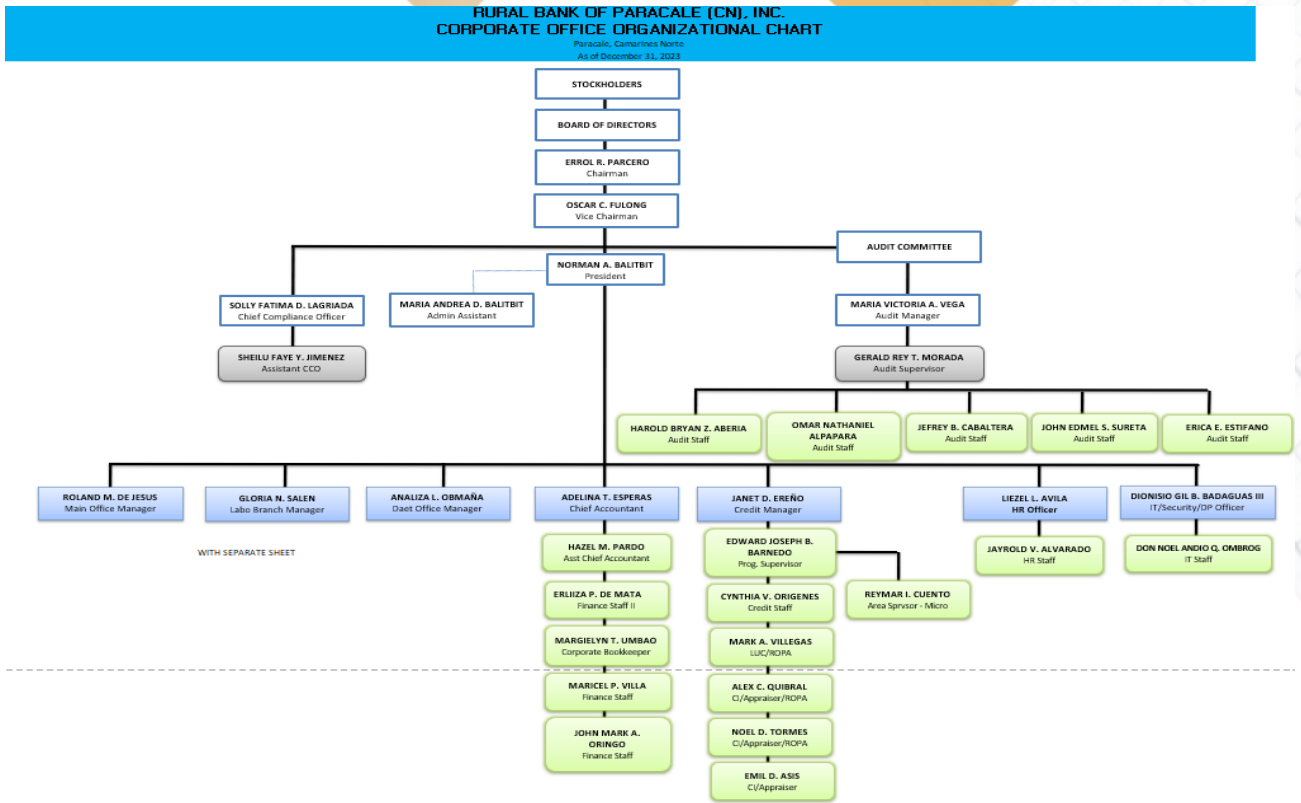 RURAL BANK OF PARACALE (CN), INC.
CORPORATE OFFICE ORGANIZATIONAL CHART
Paracale, Camarines Norte
As of December 31, 2023
STOCKHOLDERS
BOARD OF DIRECTORS
ERROL R. PARCERO
Chairman
OSCAR C. FULONG
Vice Chairman
AUDIT COMMITTEE
NORMAN A. BALITBIT
President
SOLLY FATIMA D. LAGRIADA
Chief Compliance Officer
MARIA ANDREA D. BALITBIT
Admin Assistant
MARIA VICTORIA A. VEGA
Audit Manager
SHEILU FAYE Y. JIMENEZ
Assistant CCO
GERALD REY T. MORADA
Audit Supervisor
HAROLD BRYAN Z. ABERIA
Audit Staff
OMAR NATHANIEL
ALPAPARA
Audit Staff
JEFREY B. CABALTERA
Audit Staff
JOHN EDMEL S. SURETA
Audit Staff
ERICA E. ESTIFANO
Audit Staff
ROLAND M. DE JESUS
Main Office Manager
GLORIA N. SALEN
Labo Branch Manager
ANALIZA L. OBMAÑA
Daet Office Manager
ADELINA T. ESPERAS
Chief Accountant
JANET D. EREÑO
Credit Manager
LIEZEL L. AVILA
HR Officer
DIONISIO GIL B. BADAGUAS III
IT/Security/DP Officer
WITH SEPARATE SHEET
HAZEL M. PARDO
Asst Chief Accountant
EDWARD JOSEPH B.
BARNEDO
Prog. Supervisor
JAYROLD V. ALVARADO
HR Staff
DON NOEL ANDIO Q. OMBROG
IT Staff
ERLIIZA P. DE MATA
Finance Staff II
CYNTHIA V. ORIGENES
Credit Staff
REYMAR I. CUENTO
Area Sprvsor - Micro
MARGIELYN T. UMBAO
Corporate Bookkeeper
MARK A. VILLEGAS
LUC/ROPA
MARICEL P. VILLA
Finance Staff
ALEX C. QUIBRAL
CI/Appraiser/ROPA
JOHN MARK A.
ORINGO
Finance Staff
NOEL D. TORMES
CI/Appraiser/ROPA
EMIL D. ASIS
CI/Appraiser